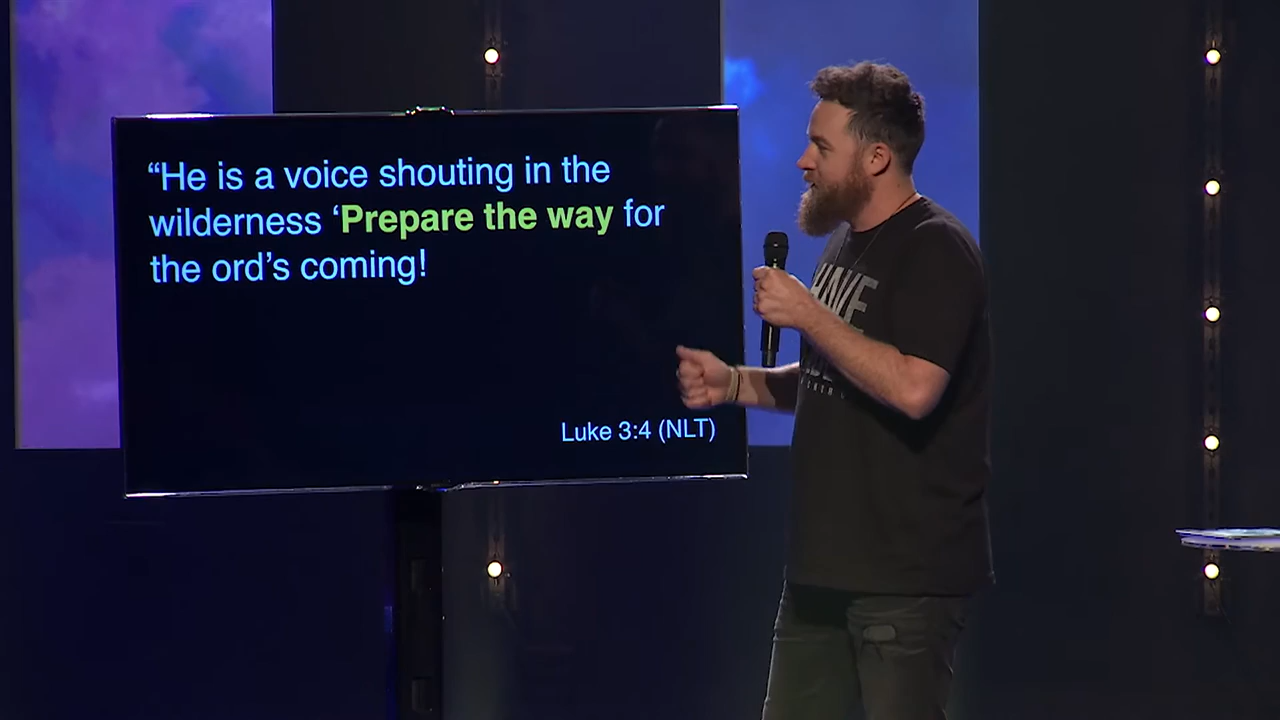 “He is a voice shouting in the
wilderness ‘Prepare the way for
the ord’s coming!
Luke 3:4 (NLT)